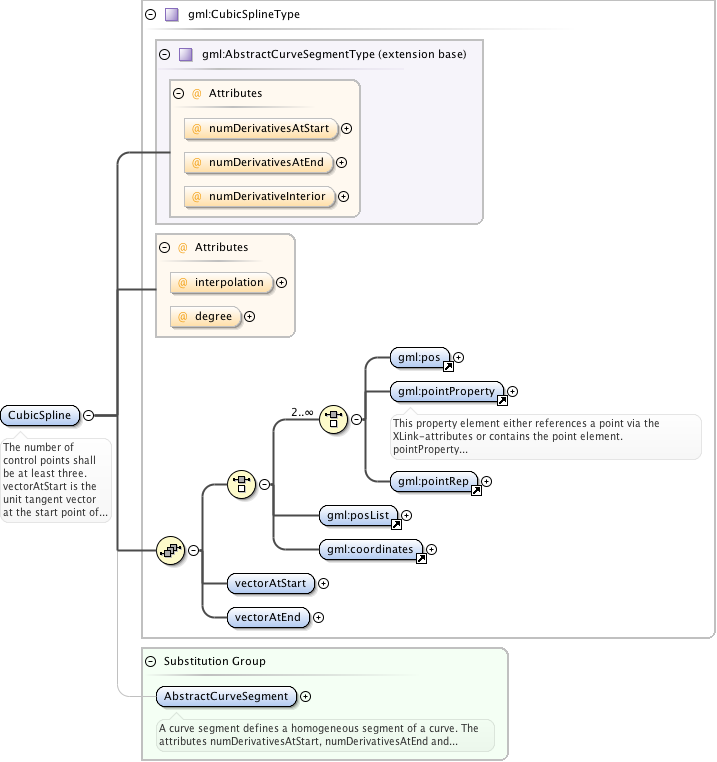 gml:CubicSplineType
gml:AbstractCurveSegmentType (extension base)
@ Attributes
@ numDerivativesAtStart
@ numDerivativesAtEnd
@ numDerivativeInterior
@ Attributes
@ interpolation
@ degree
CubicSpline
The number of
control points shall
be at least three.
vectorAtStart is the
unit tangent vector
at the start point of...
2..∞
gml:pos
gml:pointProperty
This property element either references a point via the
XLink-attributes or contains the point element.
pointProperty...
gml:pointRep
gml:posList
gml:coordinates
vectorAtStart
vectorAtEnd
Substitution Group
AbstractCurveSegment
A curve segment defines a homogeneous segment of a curve. The
attributes numDerivativesAtStart, numDerivativesAtEnd and...